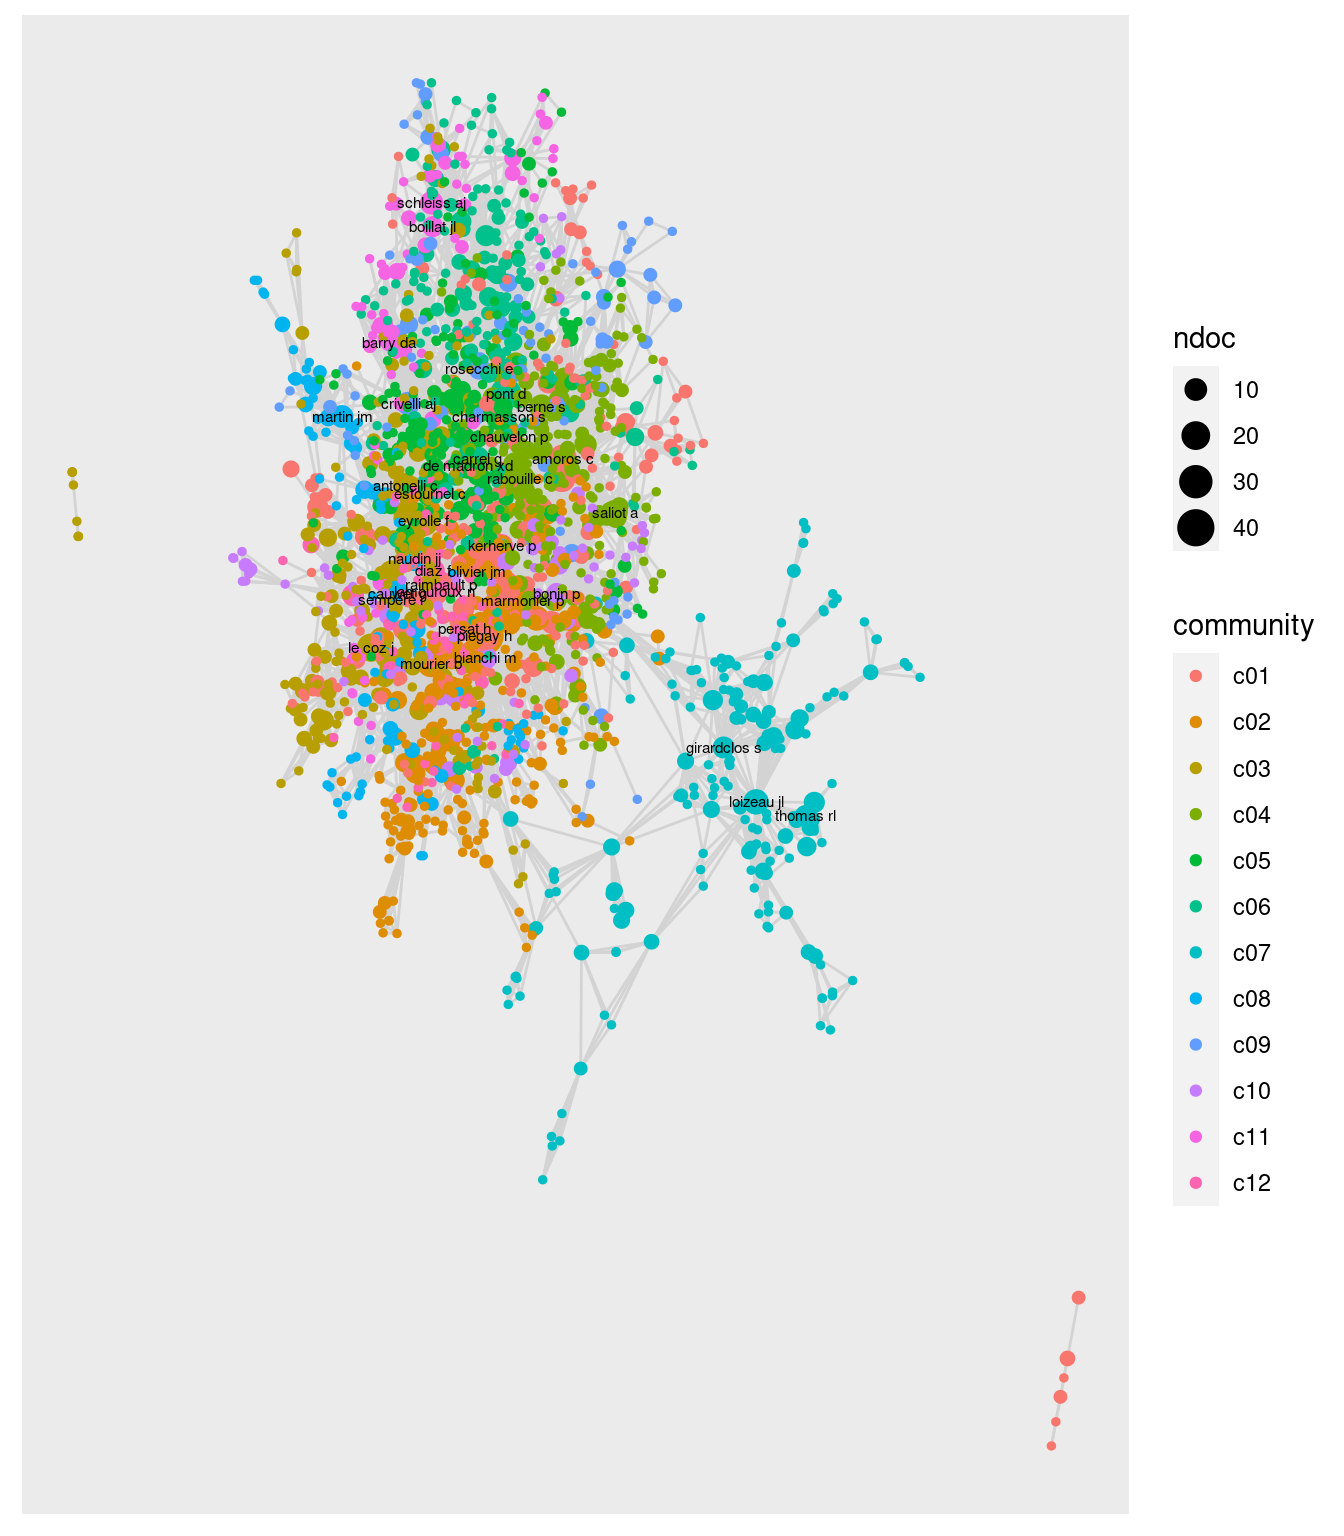 schleiss aj
boillat jl
barry da
rosecchi e
pont d
crivelli aj
berne s
martin jm
charmasson s
chauvelon p
carrel g
amoros c
de madron xd
rabouille c
antonelli c
estournel c
saliot a
eyrolle f
kerherve p
naudin jj
diaz f
olivier jm
raimbault p
cauwet g
bonin p
sempere r
marmonier p
persat h
piegay h
le coz j
bianchi m
mourier b
girardclos s
loizeau jl
thomas rl
ndoc
10
20
30
40
community
c01
c02
c03
c04
c05
c06
c07
c08
c09
c10
c11
c12